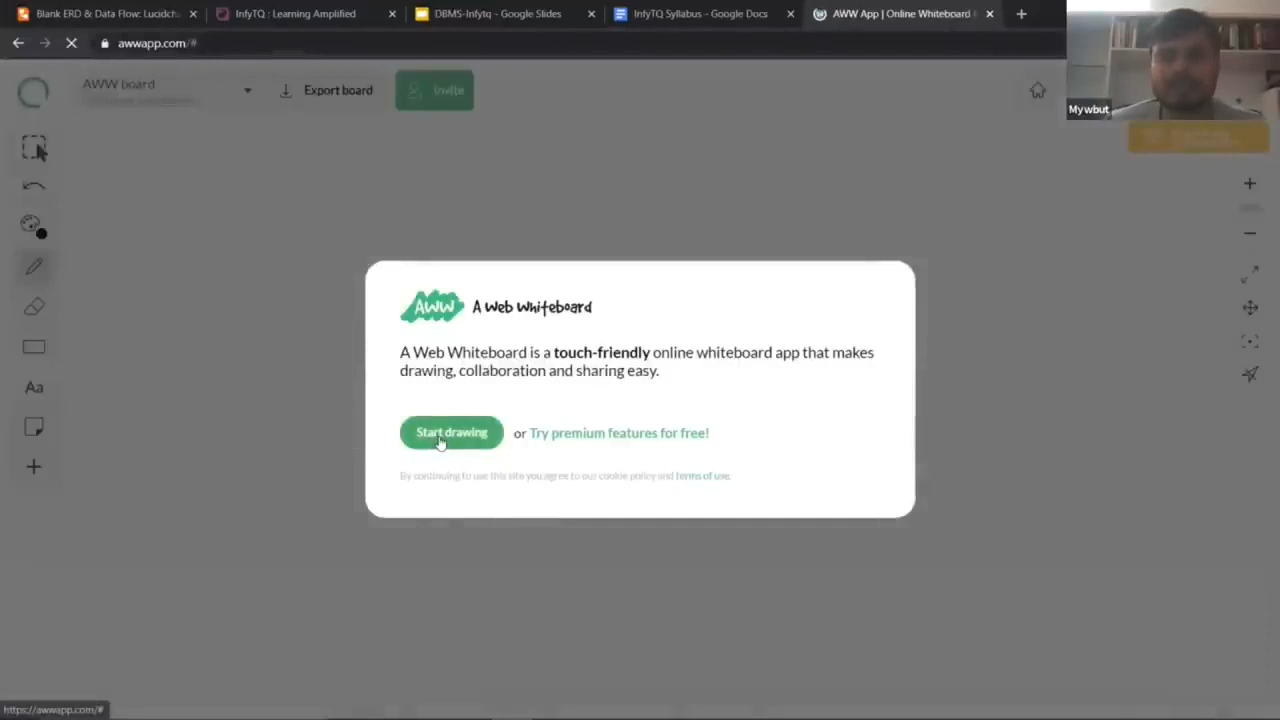 Blank ERD & Data Flow: Lucidcha
InfyTQ : Learning Amplified
DBMS-Infytq - Google Slides
InfyTQ Syllabus - Google Docs
AWW App | Online Whiteboard
awwapp.com/#
Mywbut
AWW board
Export board
Invite
Aa
AWW A Web Whiteboard
A Web Whiteboard is a touch-friendly online whiteboard app that makes
drawing, collaboration and sharing easy.
Start drawing or Try premium features for free!
By continuing to use this site you agree to our cookie policy and terms of use.
https://awwapp.com/#